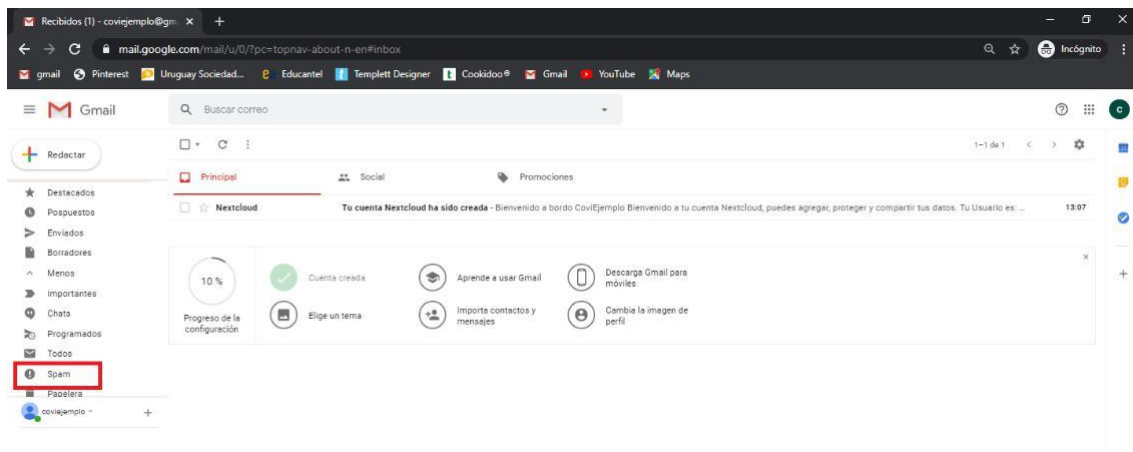 Recibidos (1) - coviejemplo@gm
mail.google.com/mail/u/0/?pc=topnav-about-n-en#inbox
Incógnito
gmail Pinterest Uruguay Sociedad... Educantel Templett Designer Cookidoo® Gmail YouTube Maps
Gmail
Buscar correo
C
Redactar
1-1 de 1
Principal Social Promociones
Destacados
Nextcloud Tu cuenta Nextcloud ha sido creada - Bienvenido a bordo CoviEjemplo Bienvenido a tu cuenta Nextcloud, puedes agregar, proteger y compartir tus datos. Tu Usuario es: ... 13:07
Pospuestos
Enviados
Borradores
Menos
Importantes
Chats
Programados
Todos
Spam
Papelera
coviejemplo
10 %
Progreso de la
configuración
Cuenta creada
Aprende a usar Gmail
Descarga Gmail para
móviles
Elige un tema
Importa contactos y
mensajes
Cambia la imagen de
perfil